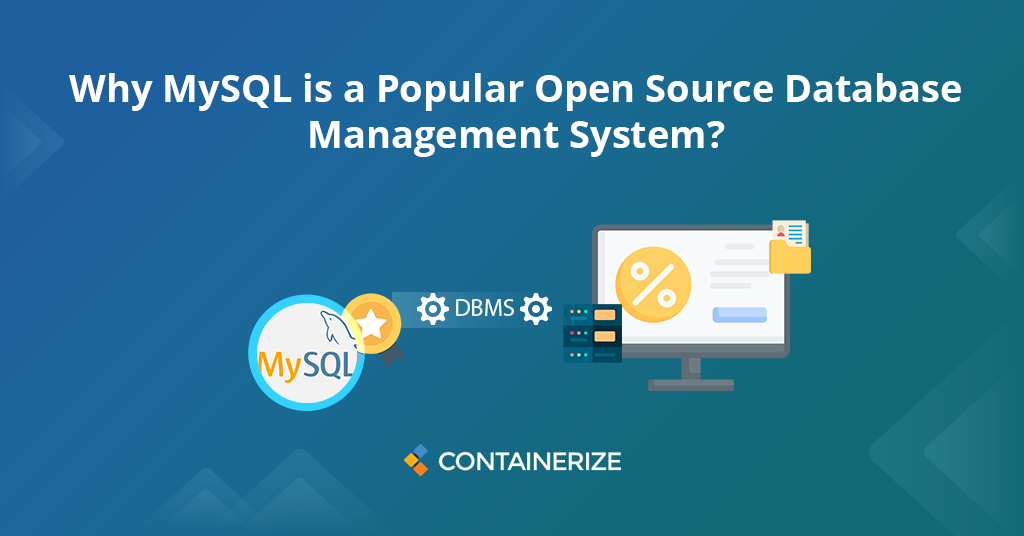 Why MySQL is a Popular Open Source Database
Management System?
DBMS
MySQL
CONTAINERIZE